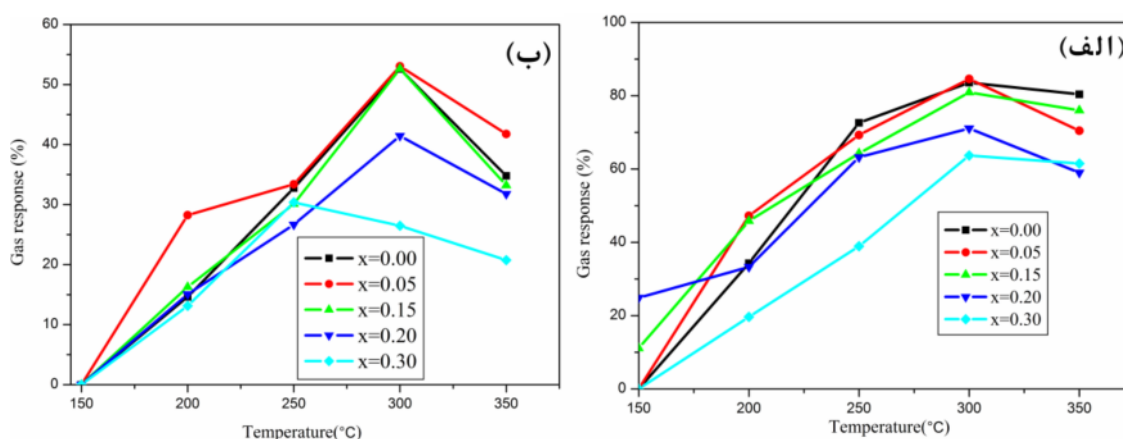 (ب)
Gas response (%)
60
50
40
30
20
10
0
x=0.00
x=0.05
x=0.15
x=0.20
x=0.30
150
200
250
300
350
Temperature(°C)
(الف)
Gas response (%)
100
80
60
40
20
0
x=0.00
x=0.05
x=0.15
x=0.20
x=0.30
150
200
250
300
350
Temperature(°C)